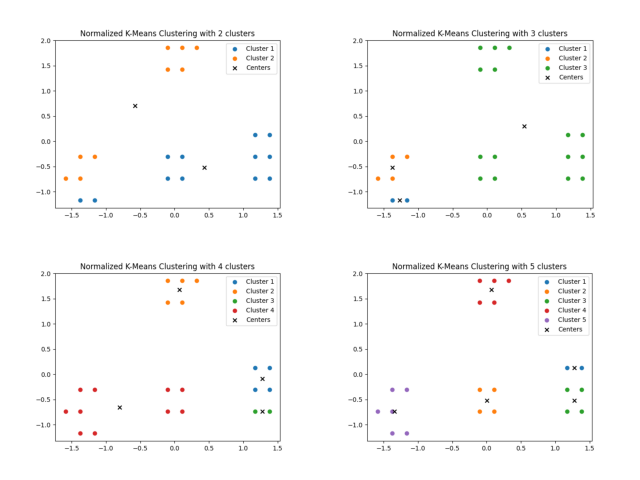 Normalized K-Means Clustering with 2 clusters
2.0
1.5
1.0
0.5
0.0
−0.5
−1.0
−1.5 −1.0 −0.5 0.0 0.5 1.0 1.5
Cluster 1
Cluster 2
Centers
Normalized K-Means Clustering with 3 clusters
2.0
1.5
1.0
0.5
0.0
−0.5
−1.0
−1.5 −1.0 −0.5 0.0 0.5 1.0 1.5
Cluster 1
Cluster 2
Cluster 3
Centers
Normalized K-Means Clustering with 4 clusters
2.0
1.5
1.0
0.5
0.0
−0.5
−1.0
−1.5 −1.0 −0.5 0.0 0.5 1.0 1.5
Cluster 1
Cluster 2
Cluster 3
Cluster 4
Centers
Normalized K-Means Clustering with 5 clusters
2.0
1.5
1.0
0.5
0.0
−0.5
−1.0
−1.5 −1.0 −0.5 0.0 0.5 1.0 1.5
Cluster 1
Cluster 2
Cluster 3
Cluster 4
Cluster 5
Centers